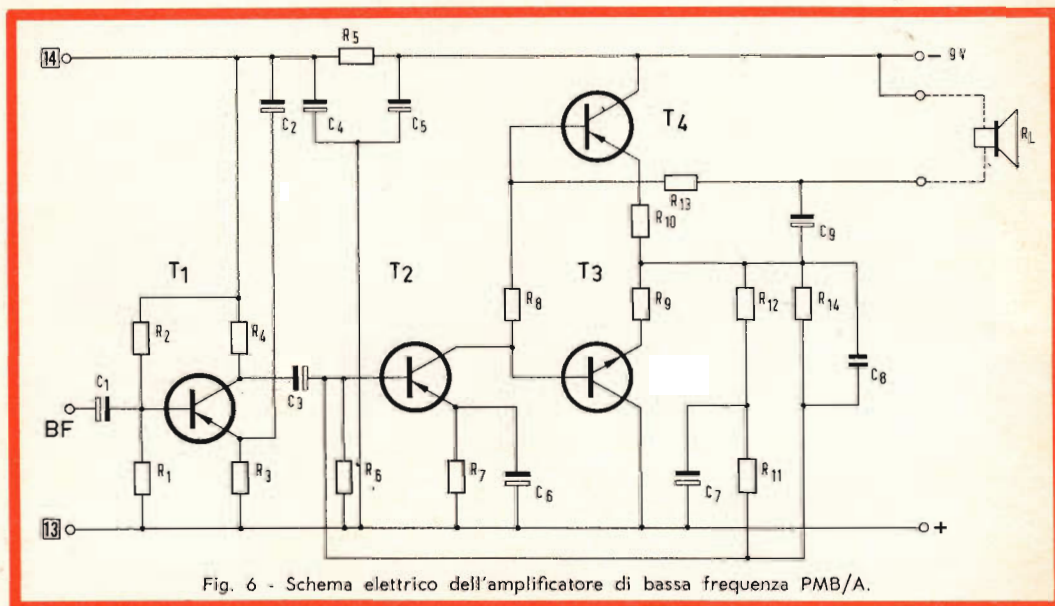 14
R5
- 9V
C2
C4
C5
T4
RL
R13
R10
C9
T1
T2
T3
R2
R4
R8
R9
R12
R14
C1
C3
C8
BF
R1
R3
R6
R7
C6
C7
R11
13
+
Fig. 6 - Schema elettrico dell'amplificatore di bassa frequenza PMB/A.